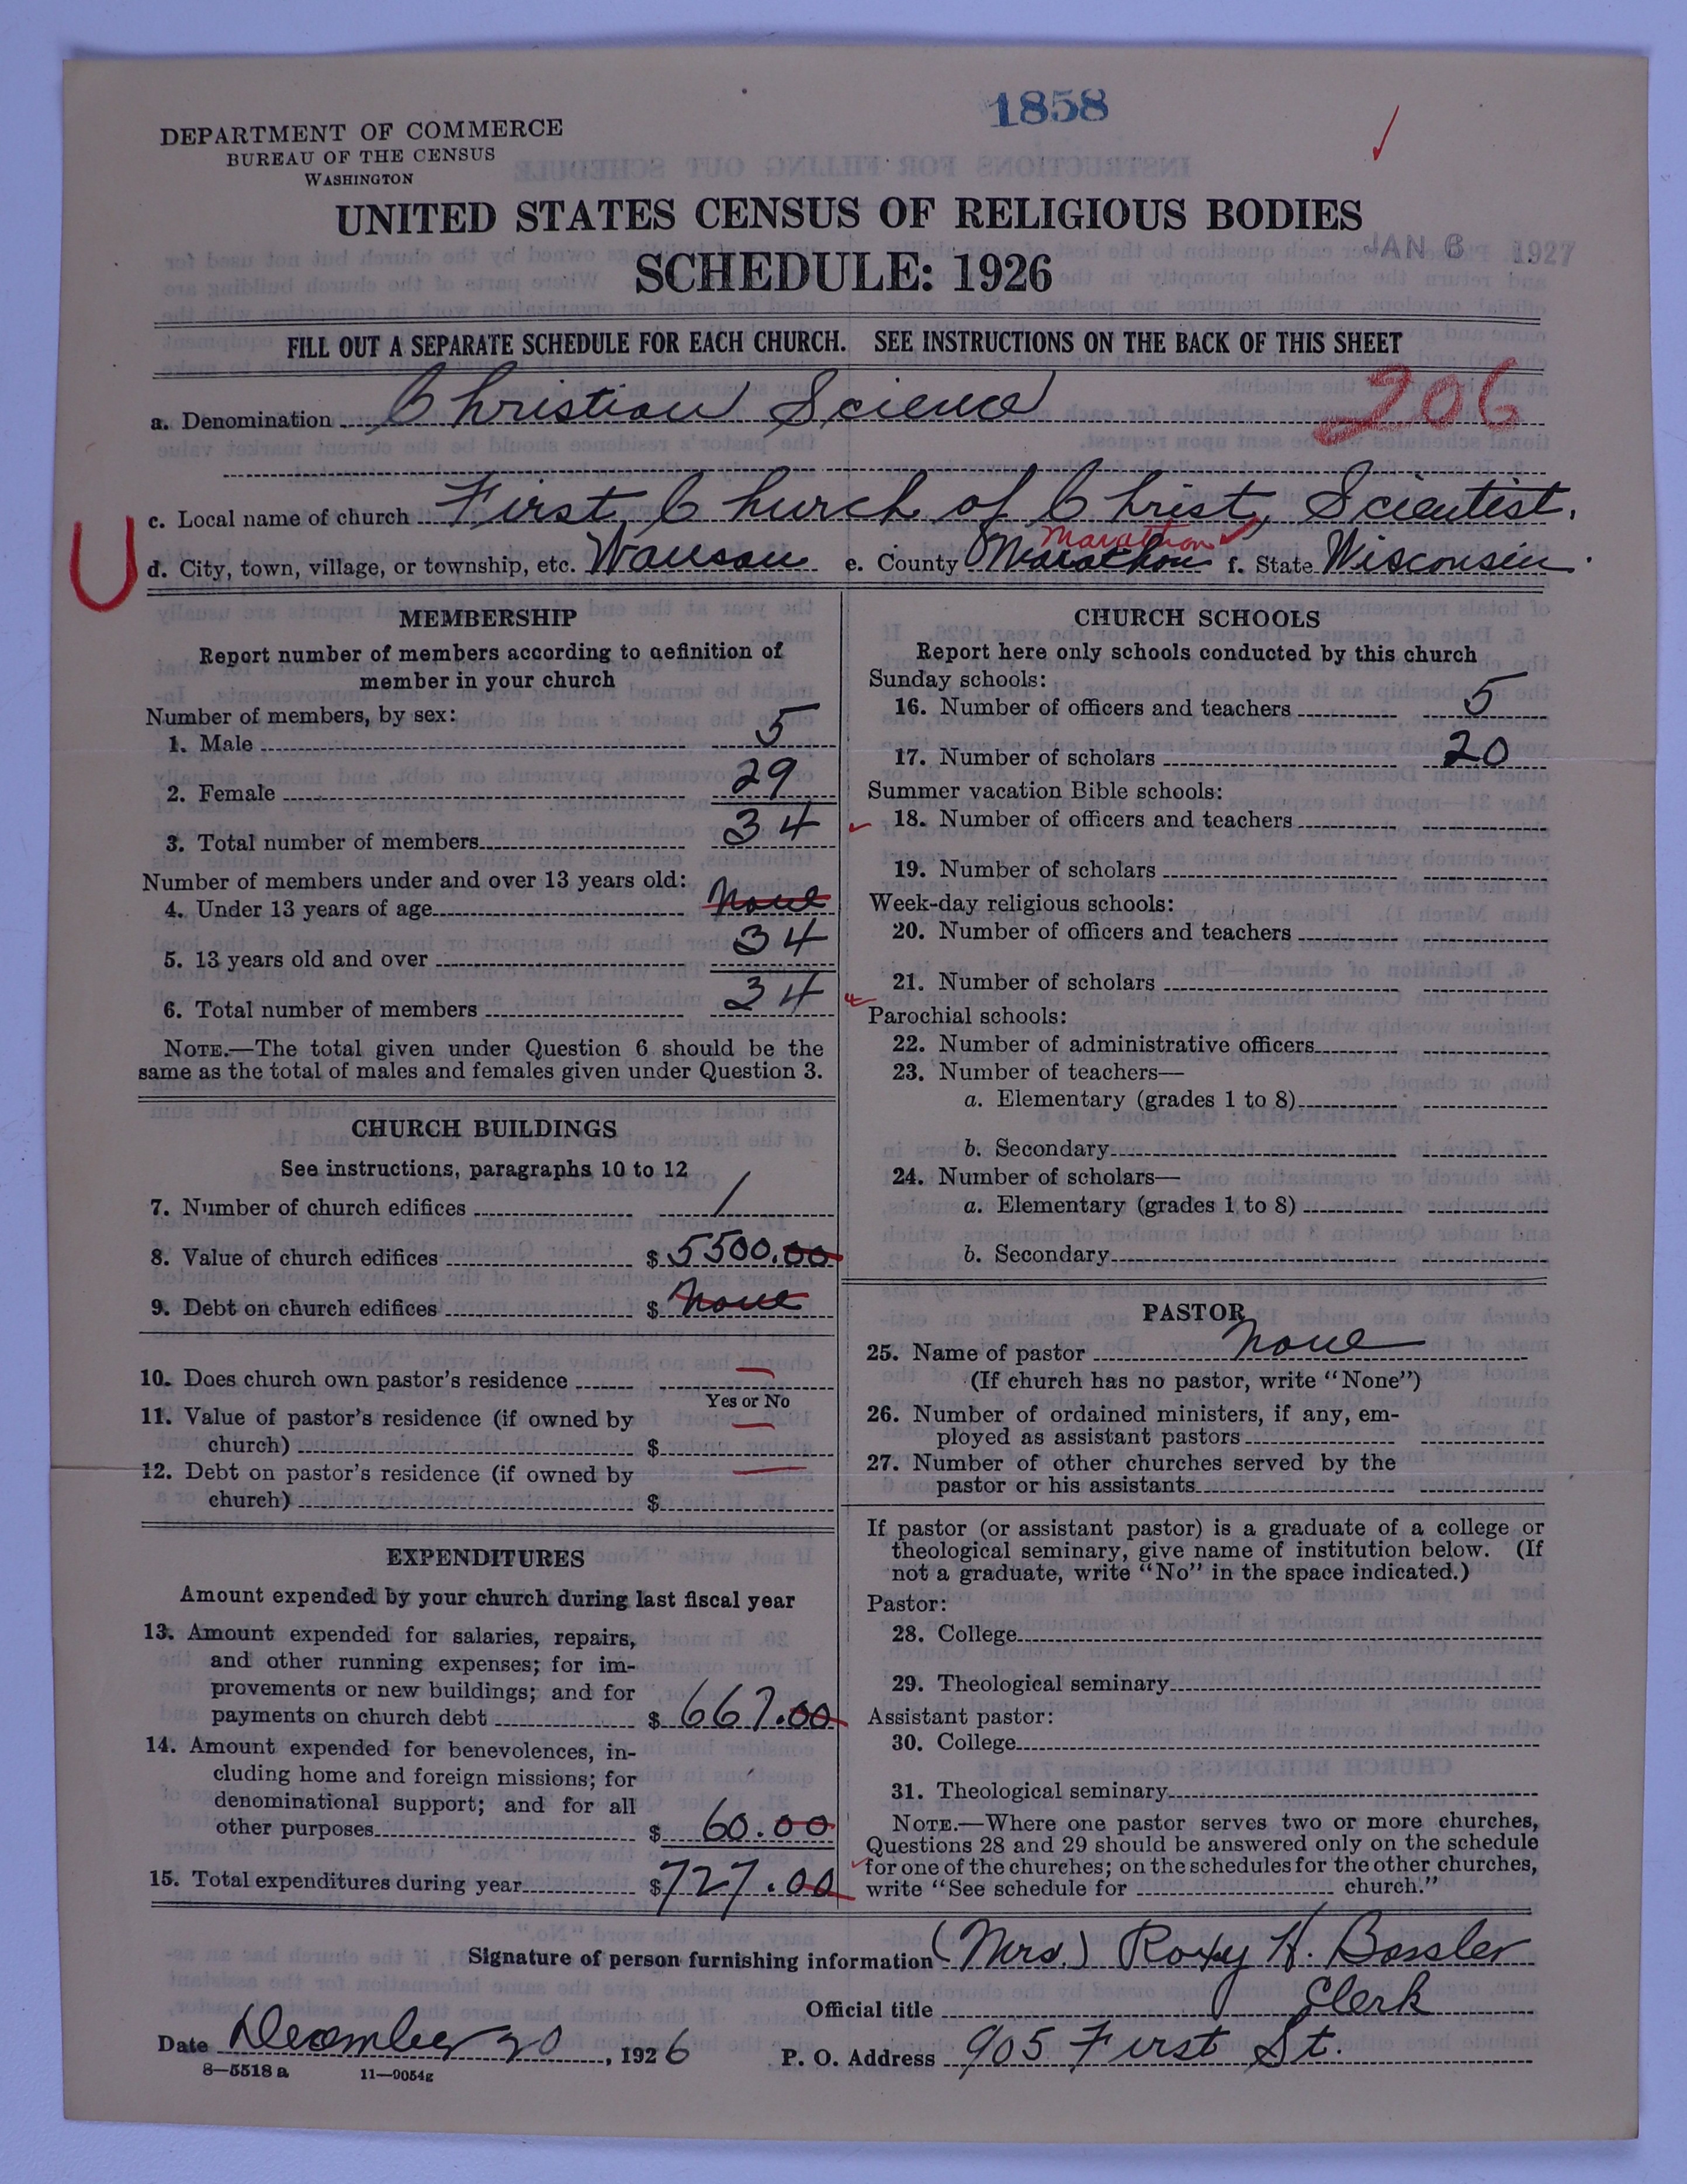 1858
DEPARTMENT OF COMMERCE
BUREAU OF THE CENSUS
WASHINGTON
UNITED STATES CENSUS OF RELIGIOUS BODIES
JAN 6 1927
SCHEDULE: 1926
FILL OUT A SEPARATE SCHEDULE FOR EACH CHURCH. SEE INSTRUCTIONS ON THE BACK OF THIS SHEET
206
a. Denomination Christian Science
c. Local name of church First Church of Christ, Scientist.
Marathon
U
d. City, town, village, or township, etc. Wausau e. County Marathon f. State Wisconsin.
MEMBERSHIP
Report number of members according to definition of
member in your church
Number of members, by sex:
1. Male 5
2. Female 29
3. Total number of members 34
Number of members under and over 13 years old:
4. Under 13 years of age None
5. 13 years old and over 34
6. Total number of members 34
NOTE.—The total given under Question 6 should be the
same as the total of males and females given under Question 3.
CHURCH BUILDINGS
See instructions, paragraphs 10 to 12
7. Number of church edifices 1
8. Value of church edifices $5500.00
9. Debt on church edifices $ None
10. Does church own pastor's residence —
Yes or No
11. Value of pastor's residence (if owned by
church) $ —
12. Debt on pastor's residence (if owned by
church) $ —
EXPENDITURES
Amount expended by your church during last fiscal year
13. Amount expended for salaries, repairs,
and other running expenses; for im-
provements or new buildings; and for
payments on church debt $ 667.00
14. Amount expended for benevolences, in-
cluding home and foreign missions; for
denominational support; and for all
other purposes $ 60.00
15. Total expenditures during year $727.00
CHURCH SCHOOLS
Report here only schools conducted by this church
Sunday schools:
16. Number of officers and teachers 5
17. Number of scholars 20
Summer vacation Bible schools:
18. Number of officers and teachers
19. Number of scholars
Week-day religious schools:
20. Number of officers and teachers
21. Number of scholars
Parochial schools:
22. Number of administrative officers
23. Number of teachers—
a. Elementary (grades 1 to 8)
b. Secondary
24. Number of scholars—
a. Elementary (grades 1 to 8)
b. Secondary
PASTOR
25. Name of pastor None
(If church has no pastor, write "None")
26. Number of ordained ministers, if any, em-
ployed as assistant pastors
27. Number of other churches served by the
pastor or his assistants
If pastor (or assistant pastor) is a graduate of a college or
theological seminary, give name of institution below. (If
not a graduate, write "No" in the space indicated.)
Pastor:
28. College
29. Theological seminary
Assistant pastor:
30. College
31. Theological seminary
NOTE.—Where one pastor serves two or more churches,
Questions 28 and 29 should be answered only on the schedule
for one of the churches; on the schedules for the other churches,
write "See schedule for church."
Signature of person furnishing information (Mrs.) Roxy H. Bossler
Official title Clerk
Date December 30, 1926 P. O. Address 905 First St.
8—5518 a 11—9054g